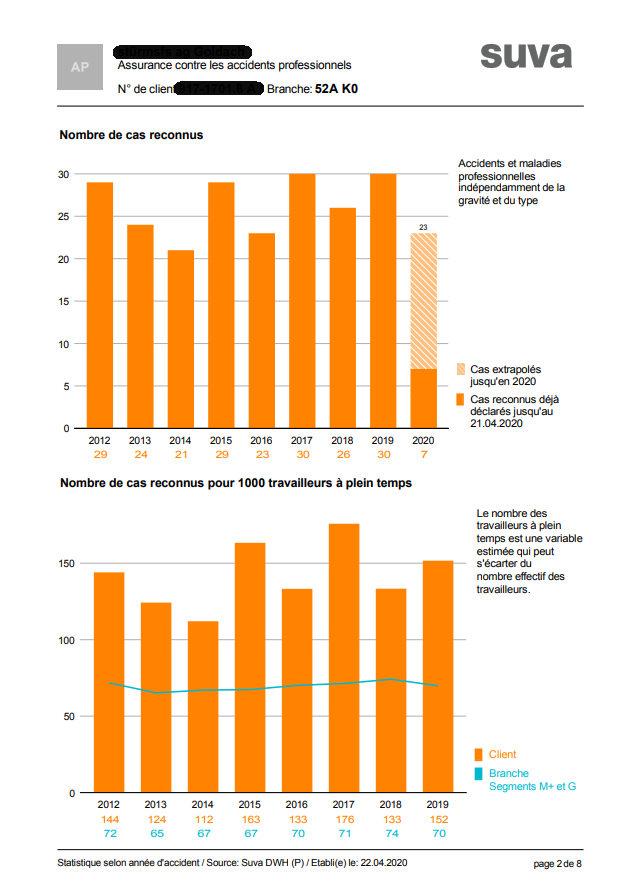 AP
suva
Assurance contre les accidents professionnels
N° de client
Branche: 52A K0
Nombre de cas reconnus
Accidents et maladies
professionnelles
indépendamment de la
gravité et du type
30
25
20
15
10
5
0
23
Cas extrapolés
jusqu'en 2020
Cas reconnus déjà
déclarés jusqu'au
21.04.2020
2012 2013 2014 2015 2016 2017 2018 2019 2020
29 24 21 29 23 30 26 30 7
Nombre de cas reconnus pour 1000 travailleurs à plein temps
Le nombre des
travailleurs à plein
temps est une variable
estimée qui peut
s'écarter du
nombre effectif des
travailleurs.
150
100
50
0
Client
Branche
Segments M+ et G
2012 2013 2014 2015 2016 2017 2018 2019
144 124 112 163 133 176 133 152
72 65 67 67 70 71 74 70
Statistique selon année d'accident / Source: Suva DWH (P) / Etabli(e) le: 22.04.2020
page 2 de 8